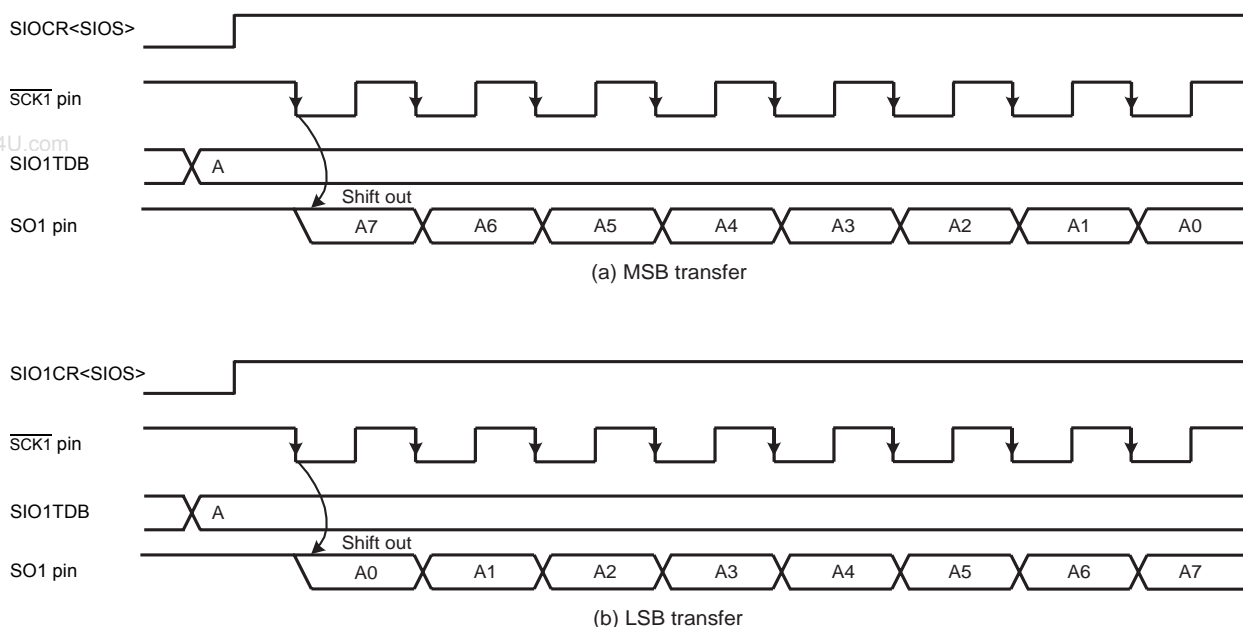 SIOCR<SIOS>
SCK1 pin
4U.com
SIO1TDB
A
Shift out
SO1 pin
A7 A6 A5 A4 A3 A2 A1 A0
(a) MSB transfer
SIO1CR<SIOS>
SCK1 pin
SIO1TDB
A
Shift out
SO1 pin
A0 A1 A2 A3 A4 A5 A6 A7
(b) LSB transfer